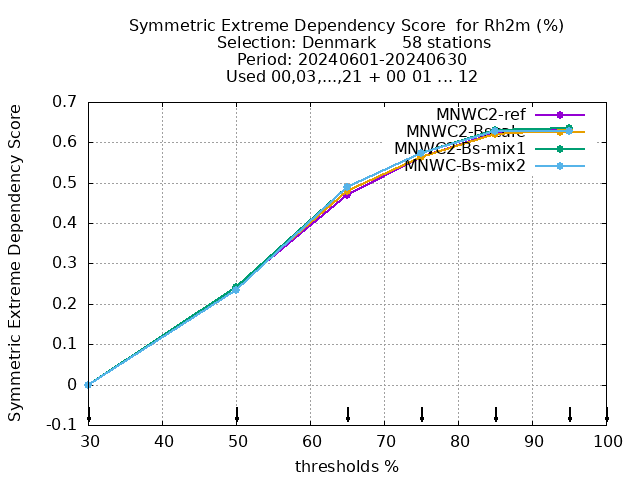 Symmetric Extreme Dependency Score for Rh2m (%)
Selection: Denmark 58 stations
Period: 20240601-20240630
Used 00,03,...,21 + 00 01 ... 12
Symmetric Extreme Dependency Score
0.7
0.6
0.5
0.4
0.3
0.2
0.1
0
-0.1
MNWC2-ref
MNWC2-Bscale
MNWC2-Bs-mix1
MNWC-Bs-mix2
30 40 50 60 70 80 90 100
thresholds %